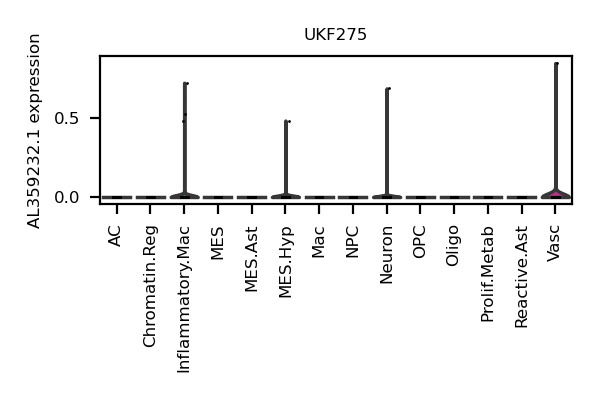 UKF275
AL359232.1 expression
0.5
0.0
AC
Chromatin.Reg
Inflammatory.Mac
MES
MES.Ast
MES.Hyp
Mac
NPC
Neuron
OPC
Oligo
Prolif.Metab
Reactive.Ast
Vasc